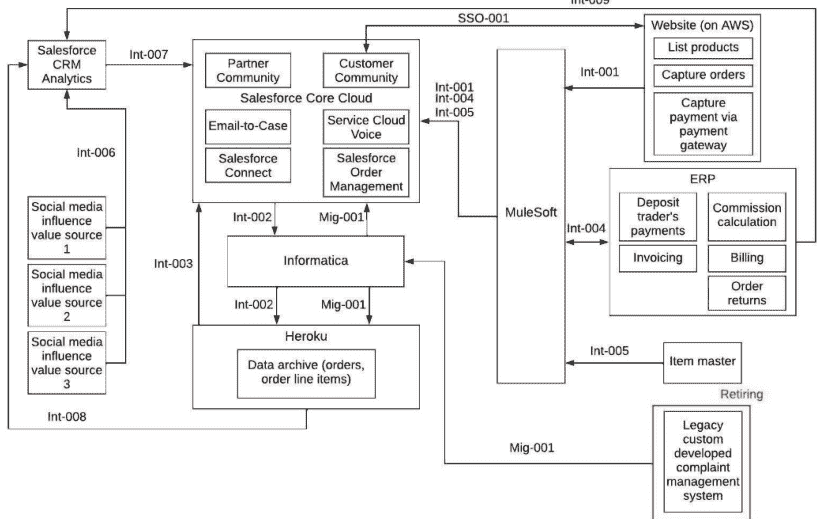 Int-009
SSO-001
Website (on AWS)
List products
Capture orders
Capture
payment via
payment
gateway
Salesforce
CRM
Analytics
Int-007
Partner
Community
Customer
Community
Salesforce Core Cloud
Email-to-Case
Service Cloud
Voice
Salesforce
Connect
Salesforce
Order
Management
Int-001
Int-004
Int-005
Int-001
MuleSoft
ERP
Deposit
trader's
payments
Commission
calculation
Invoicing
Billing
Order
returns
Int-004
Int-006
Social media
influence
value source
1
Social media
influence
value source
2
Social media
influence
value source
3
Int-002
Mig-001
Int-003
Informatica
Int-002
Mig-001
Heroku
Data archive (orders,
order line items)
Int-005
Item master
Int-008
Retiring
Mig-001
Legacy
custom
developed
complaint
management
system